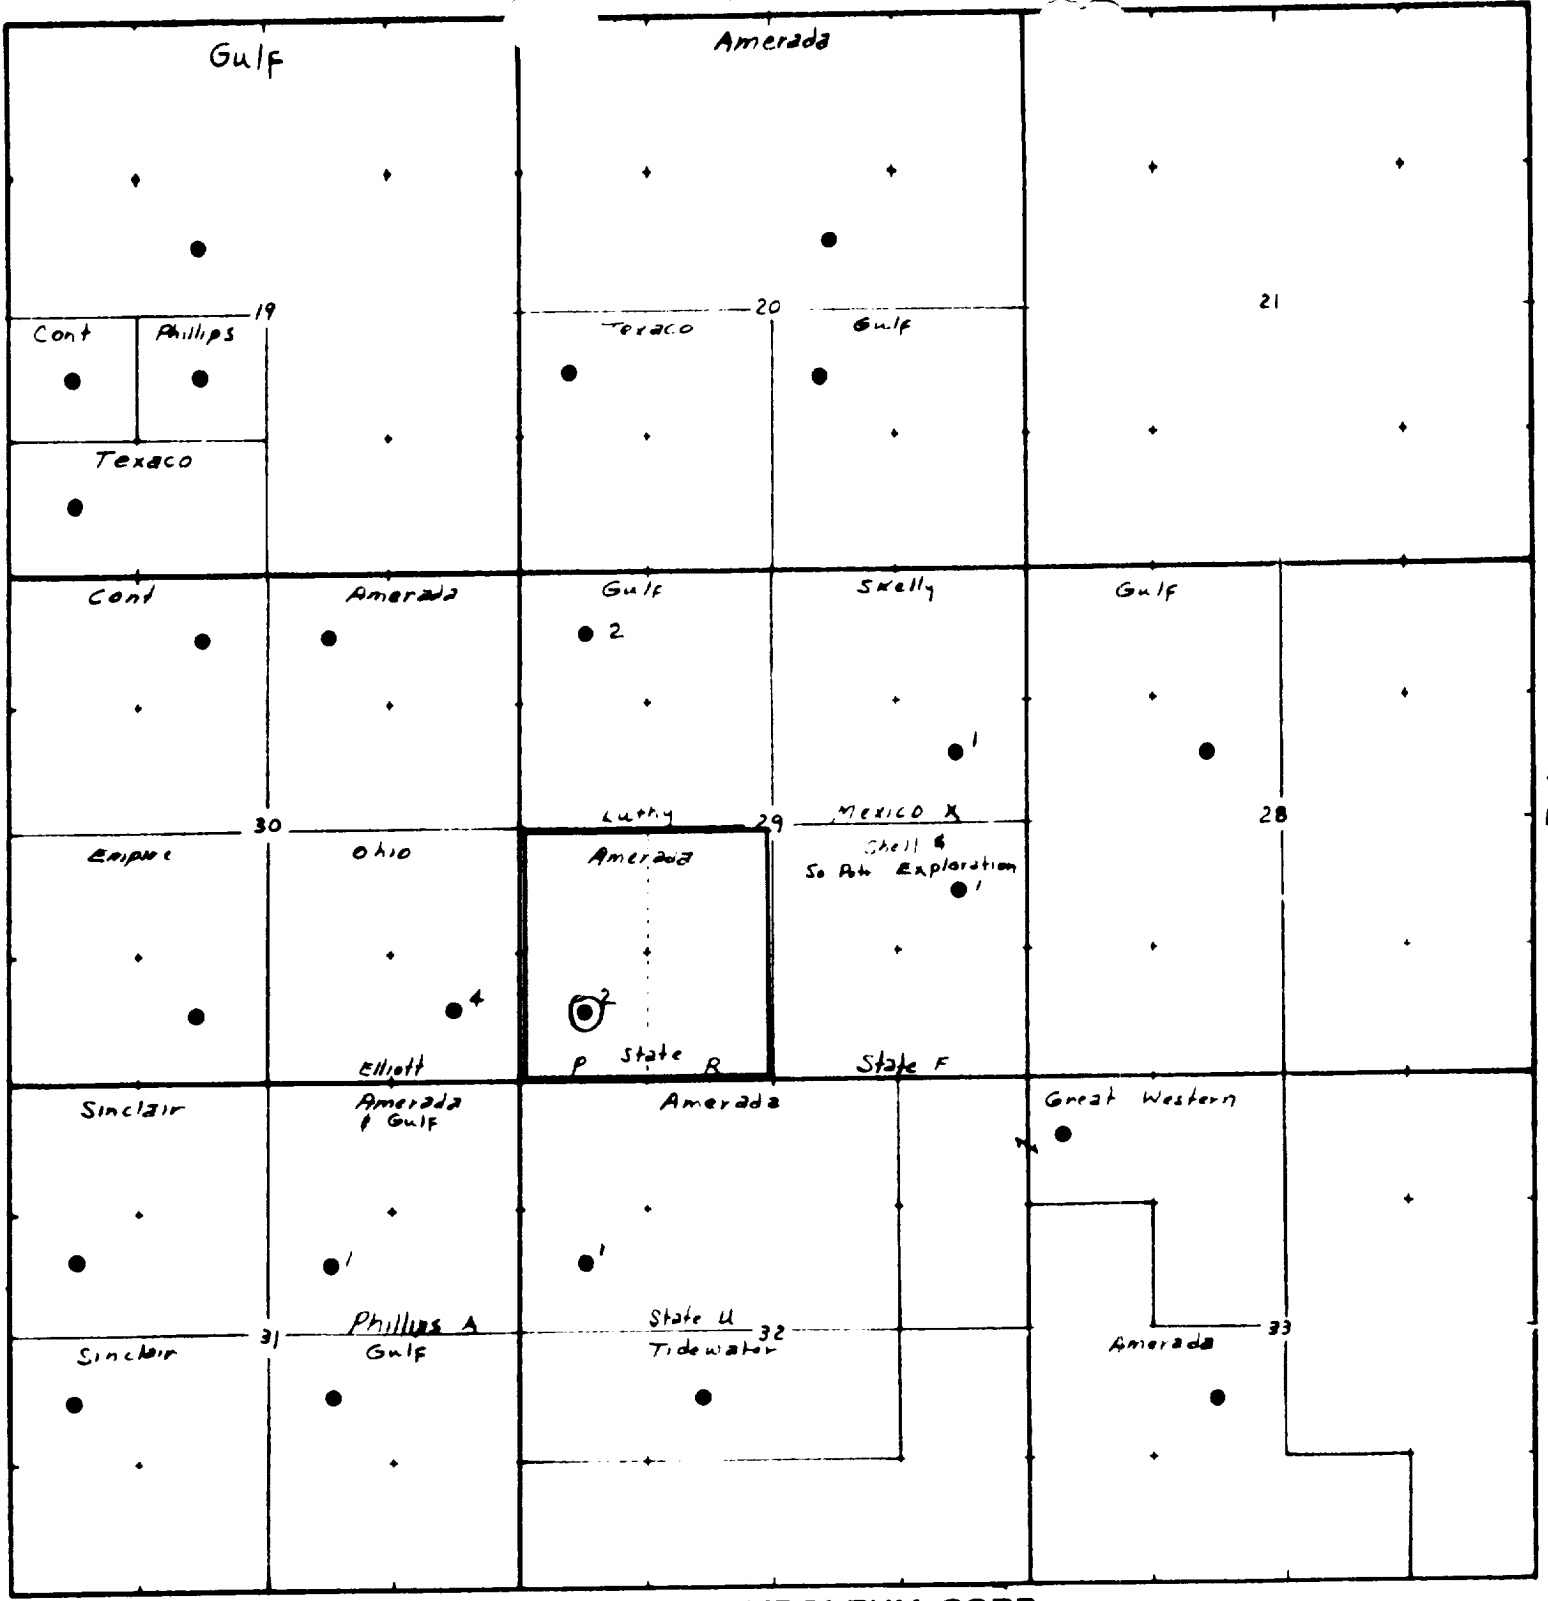 Gulf
Amerada
19
20
21
Cont
Phillips
Texaco
Gulf
Texaco
Cont
Amerada
Gulf
Skelly
Gulf
2
1
Luthy
Mexico X
30
29
28
Empire
Ohio
Amerada
Shell &
So Pete Exploration
1
4
2
Elliott
P State R
State F
Sinclair
Amerada
& Gulf
Amerada
Great Western
1
1
Phillips A
State U
31
32
33
Sinclair
Gulf
Tidewater
Amerada